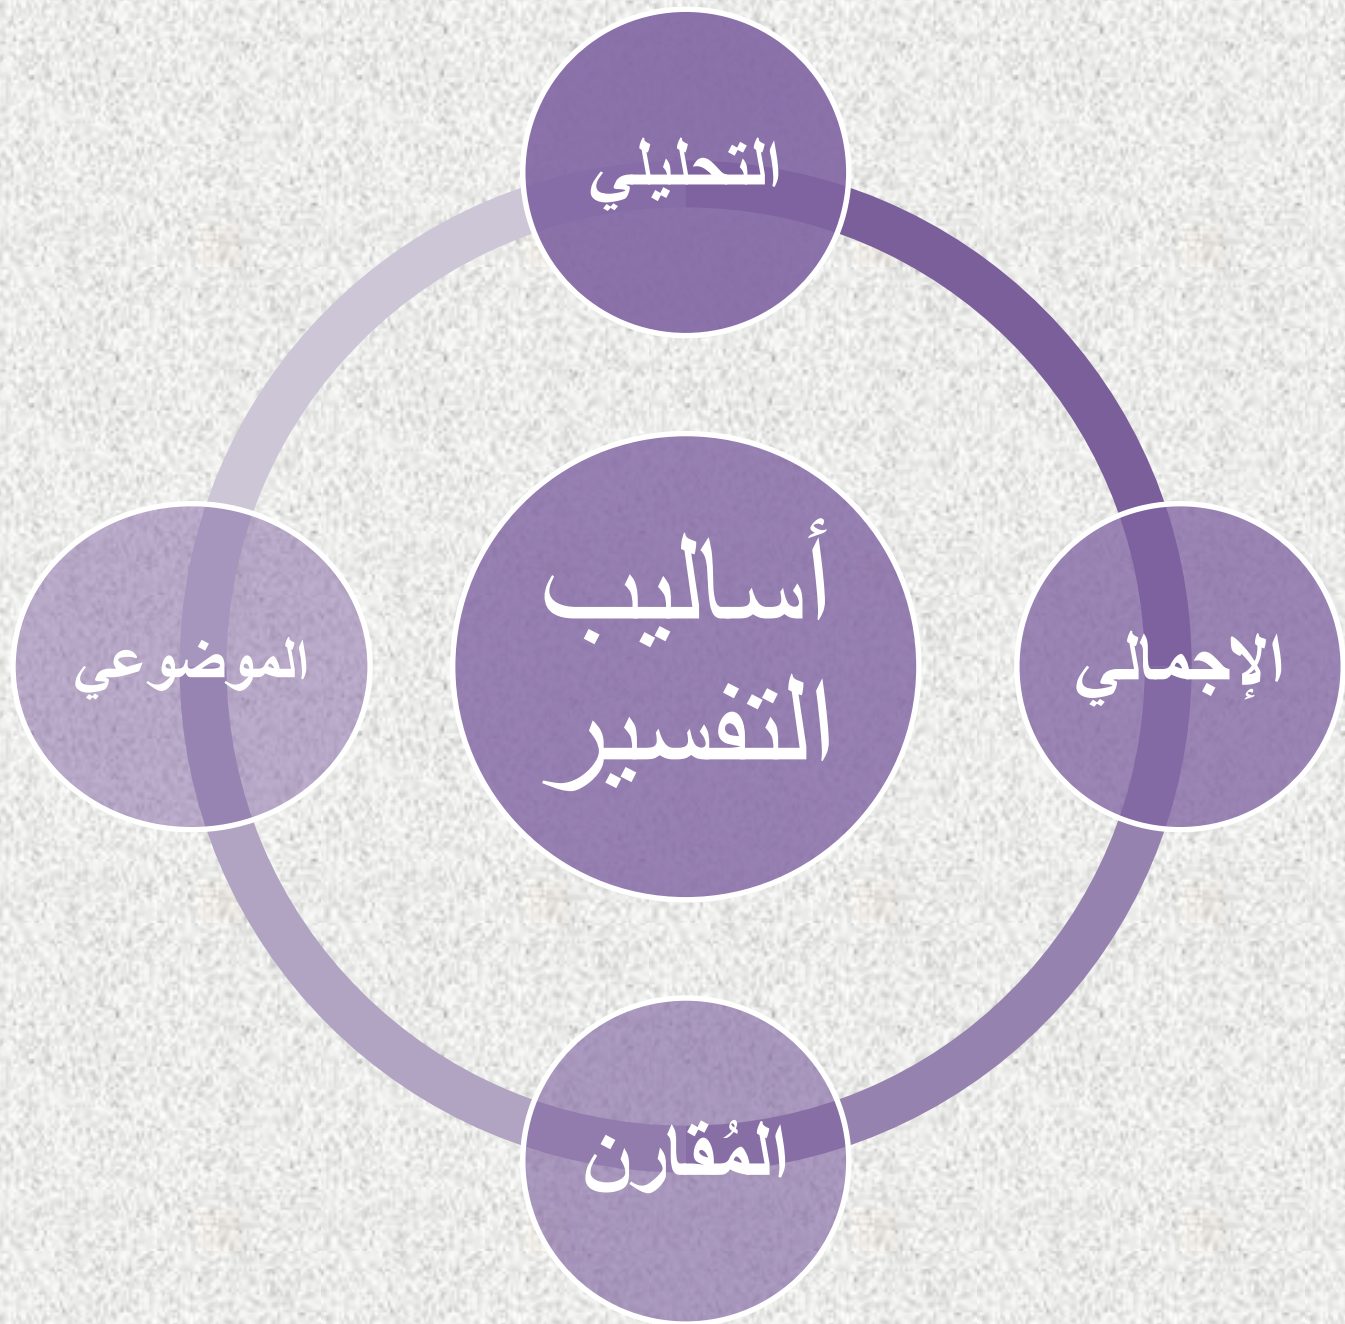 التحليلي
أساليب
التفسير
الإجمالي
المُقارن
الموضوعي